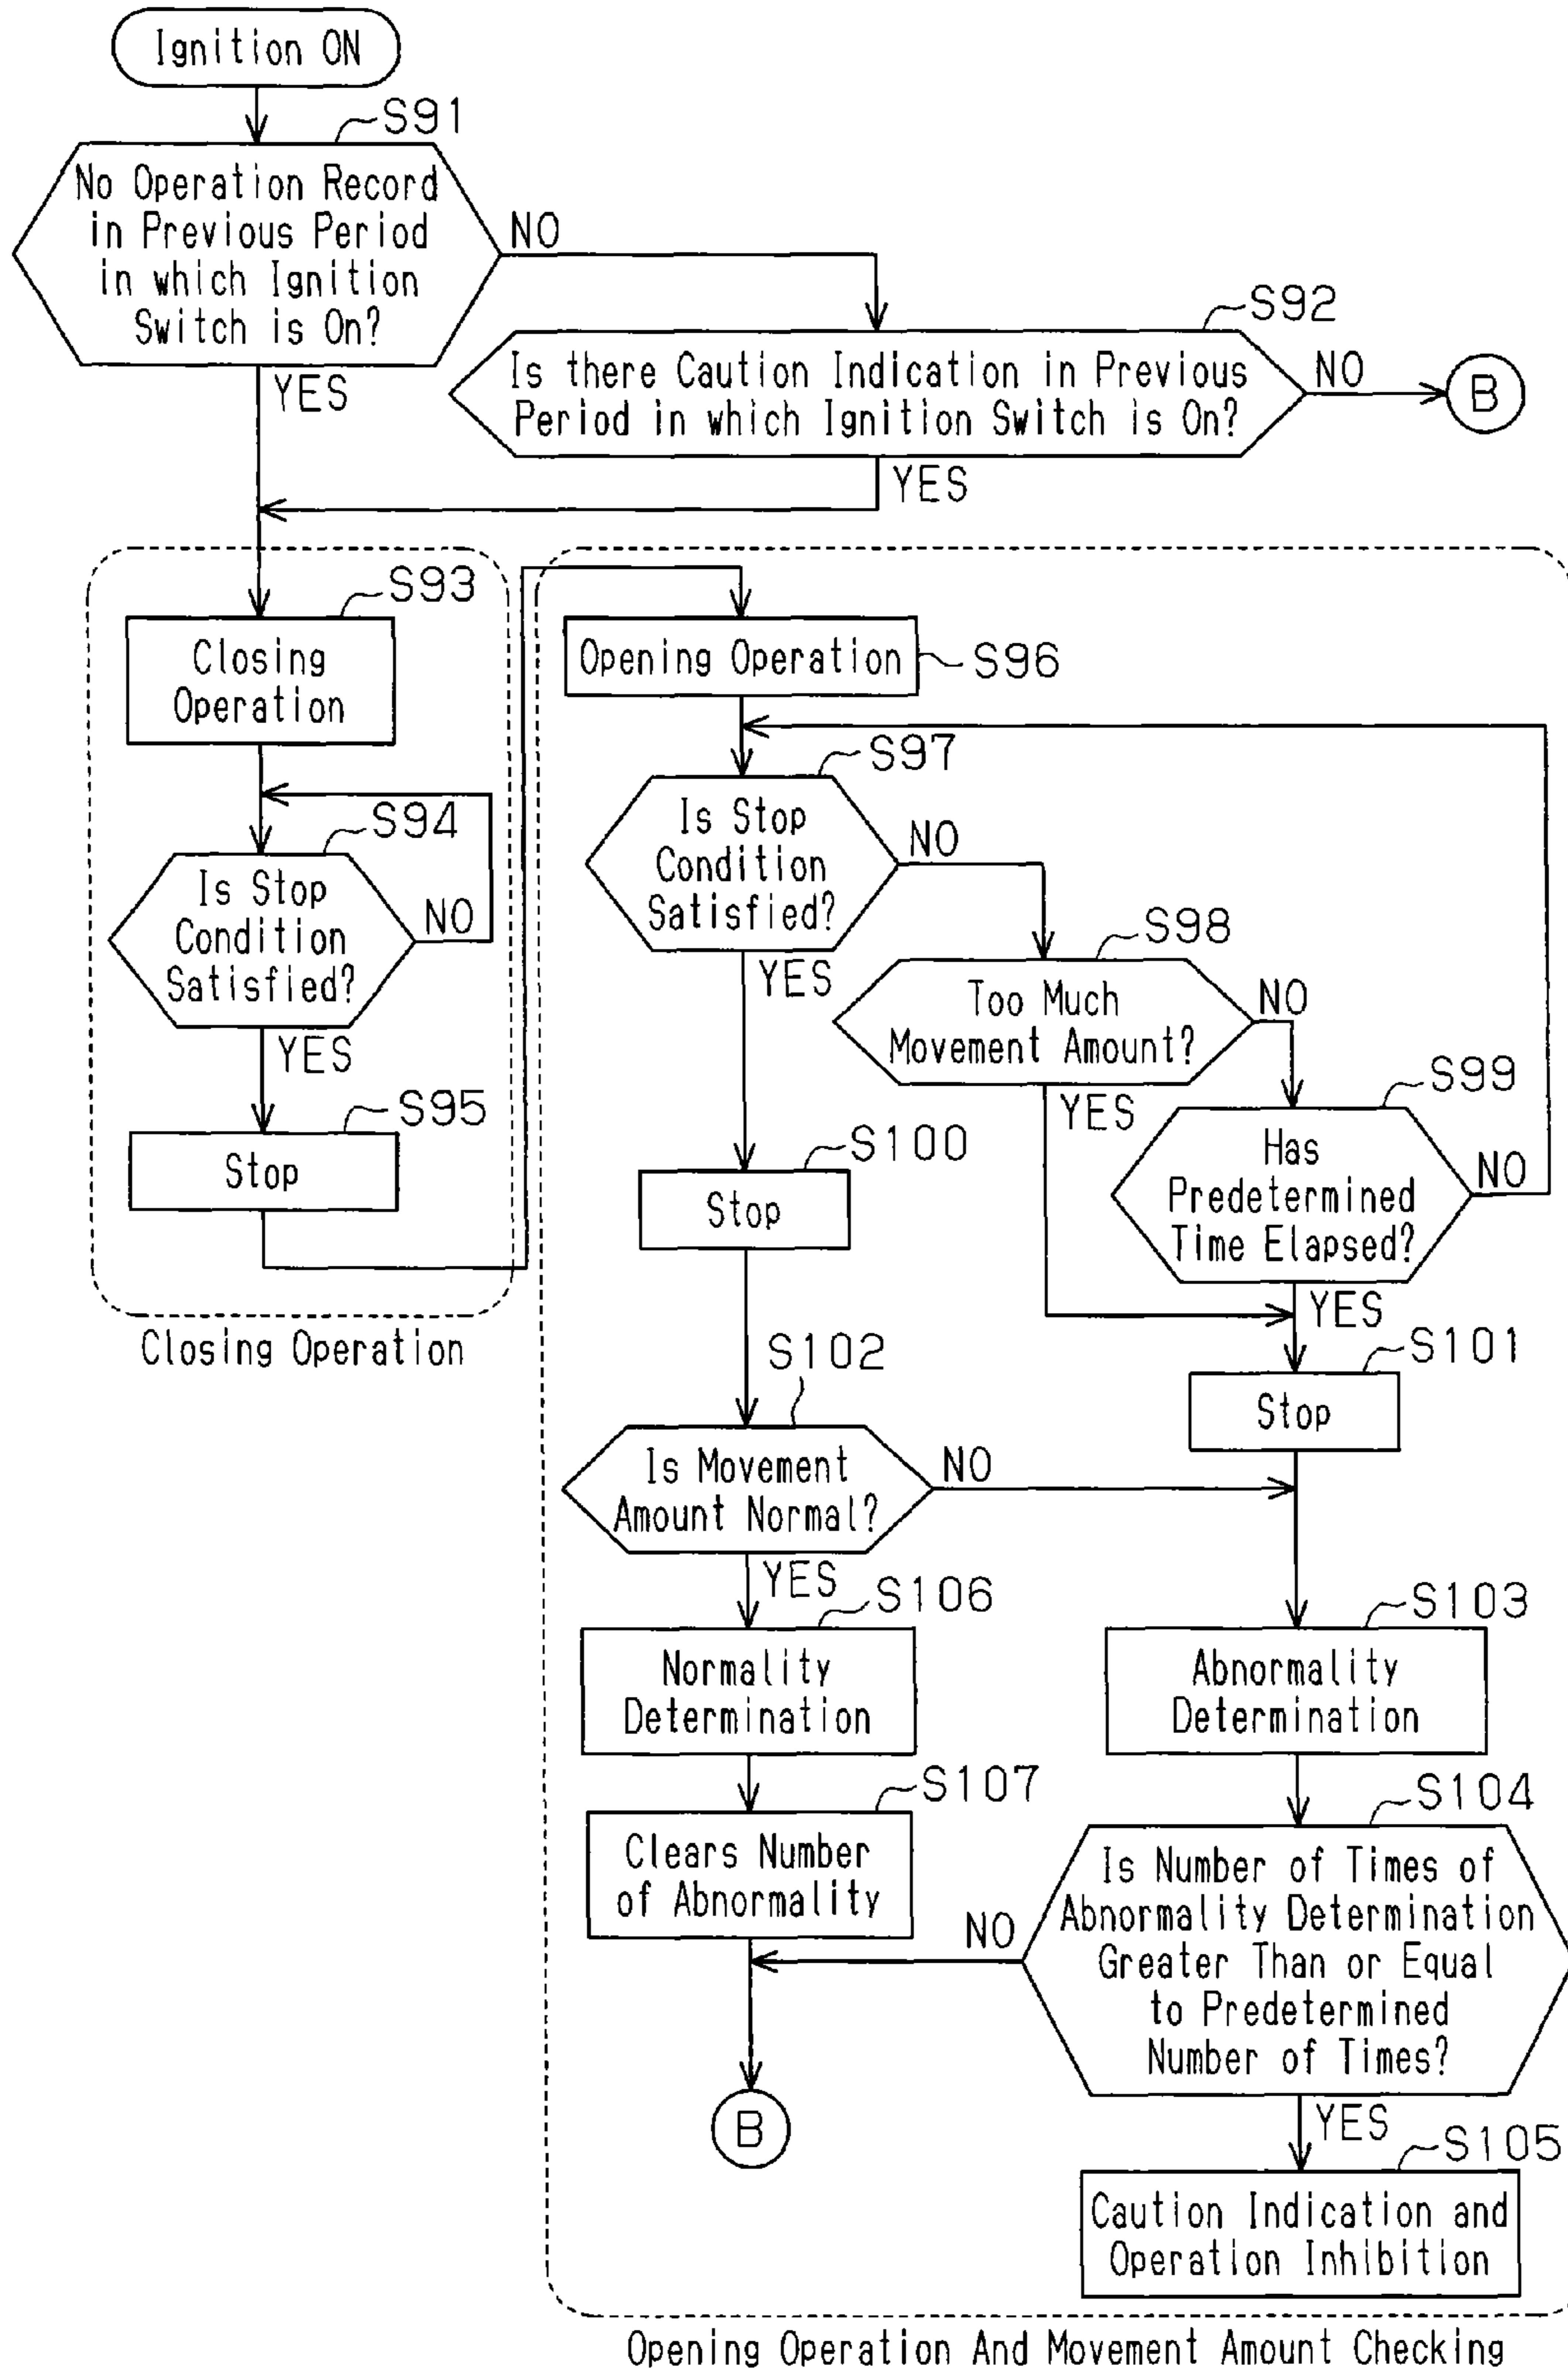 Ignition ON
S91
No Operation Record
in Previous Period
in which Ignition
Switch is On?
NO
YES
S92
Is there Caution Indication in Previous
Period in which Ignition Switch is On?
NO
B
YES
S93
Closing
Operation
S94
Is Stop
Condition
Satisfied?
NO
YES
S95
Stop
Closing Operation
Opening Operation
S96
S97
Is Stop
Condition
Satisfied?
NO
YES
S98
Too Much
Movement Amount?
NO
YES
S99
Has
Predetermined
Time Elapsed?
NO
YES
S100
Stop
S101
Stop
S102
Is Movement
Amount Normal?
NO
YES
S106
Normality
Determination
S103
Abnormality
Determination
S107
Clears Number
of Abnormality
S104
Is Number of Times of
Abnormality Determination
Greater Than or Equal
to Predetermined
Number of Times?
NO
B
YES
S105
Caution Indication and
Operation Inhibition
Opening Operation And Movement Amount Checking